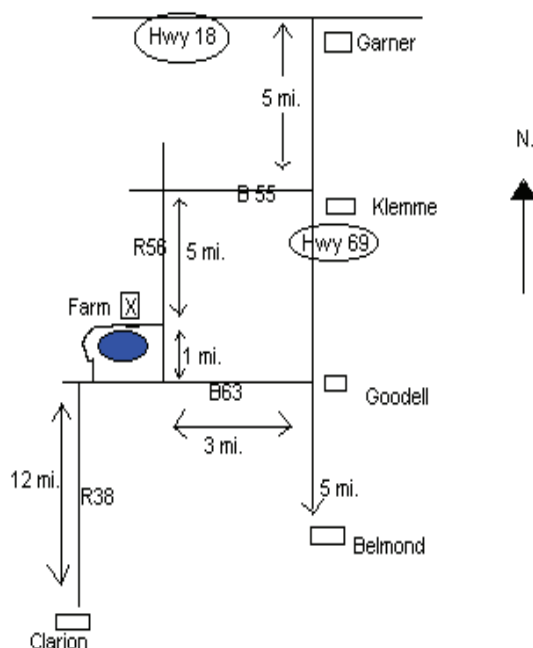 Hwy 18
Garner
5 mi.
N.
B 55
Klemme
R56
5 mi.
Hwy 69
Farm X
1 mi.
B63
Goodell
3 mi.
12 mi.
R38
5 mi.
Belmond
Clarion